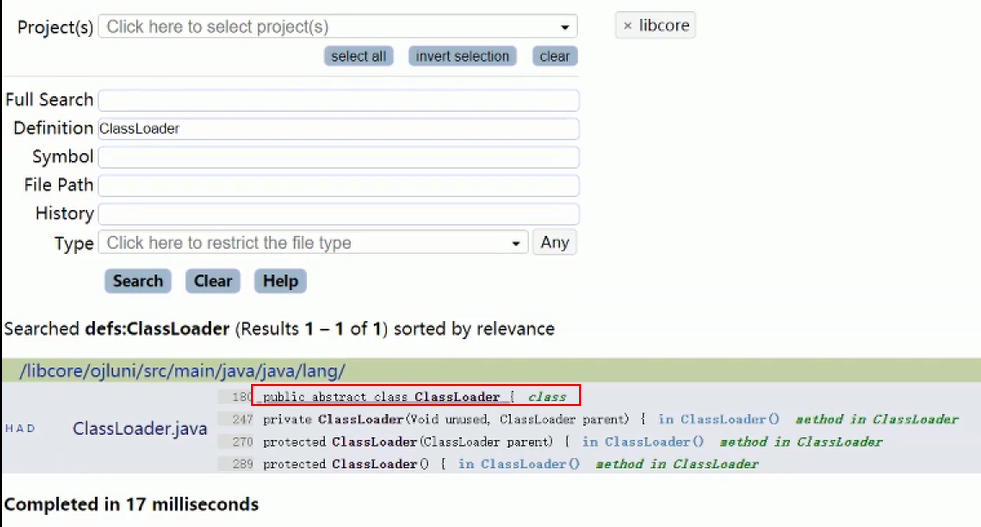 Project(s) Click here to select project(s) × libcore
select all invert selection clear
Full Search
Definition ClassLoader
Symbol
File Path
History
Type Click here to restrict the file type Any
Search Clear Help
Searched defs:ClassLoader (Results 1 – 1 of 1) sorted by relevance
/libcore/ojluni/src/main/java/java/lang/
180 public abstract class ClassLoader { class
247 private ClassLoader(Void unused, ClassLoader parent) { in ClassLoader() method in ClassLoader
H A D ClassLoader.java
270 protected ClassLoader(ClassLoader parent) { in ClassLoader() method in ClassLoader
289 protected ClassLoader() { in ClassLoader() method in ClassLoader
Completed in 17 milliseconds